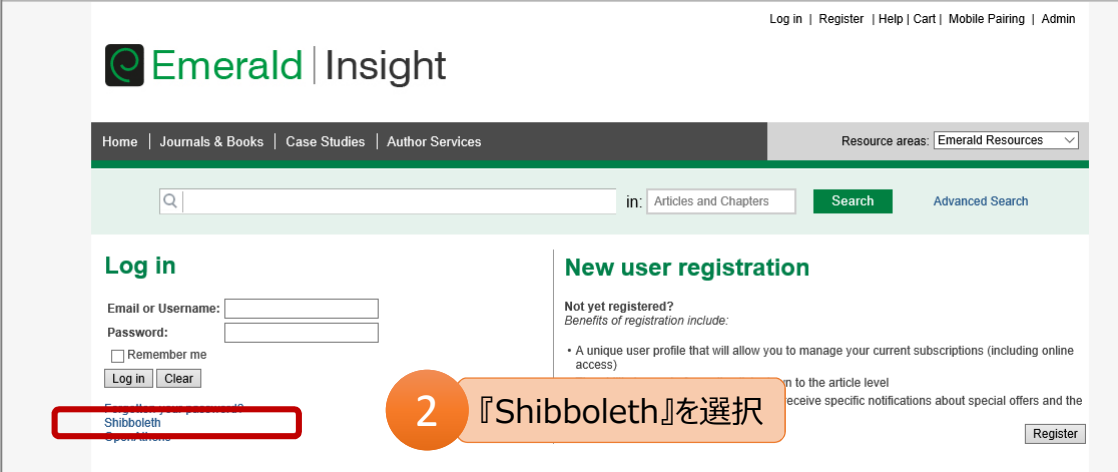 Log in | Register | Help | Cart | Mobile Pairing | Admin
Emerald | Insight
Home | Journals & Books | Case Studies | Author Services
Resource areas: Emerald Resources
in: Articles and Chapters Search Advanced Search
Log in
Email or Username:
Password:
Remember me
Log in Clear
Forgotten your password?
Shibboleth
OpenAthens
New user registration
Not yet registered?
Benefits of registration include:
• A unique user profile that will allow you to manage your current subscriptions (including online
access)
to the article level
receive specific notifications about special offers and the
Register
2 『Shibboleth』を選択